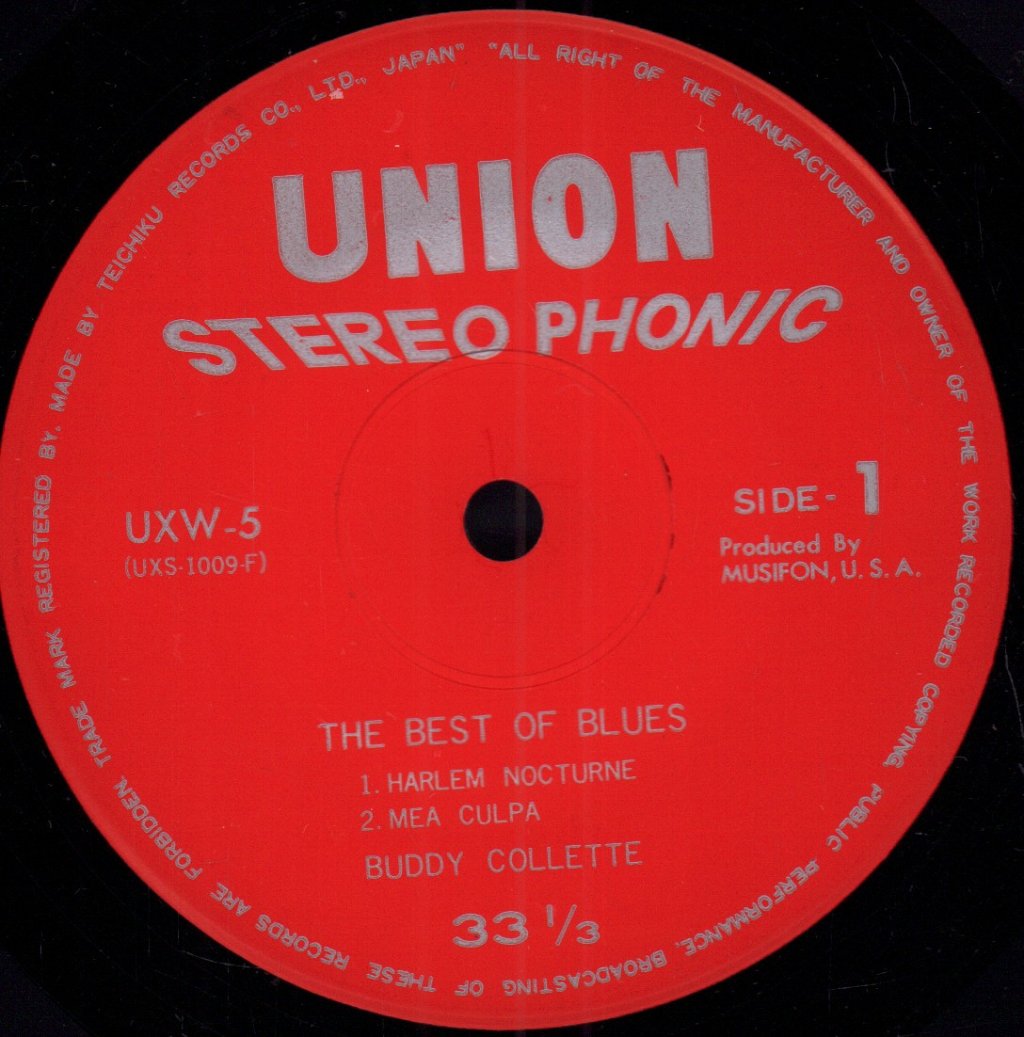 "ALL RIGHT OF THE MANUFACTURER AND OWNER OF THE WORK RECORDED COPYING, PUBLIC PERFORMANCE, BROADCASTING OF THESE RECORDS ARE FORBIDDEN. TRADE MARK REGISTERED BY. MADE BY TEICHIKU RECORDS CO., LTD., JAPAN"
UNION
STEREO PHONIC
UXW-5
(UXS-1009-F)
SIDE-1
Produced By
MUSIFON, U. S. A.
THE BEST OF BLUES
1. HARLEM NOCTURNE
2. MEA CULPA
BUDDY COLLETTE
33 1/3